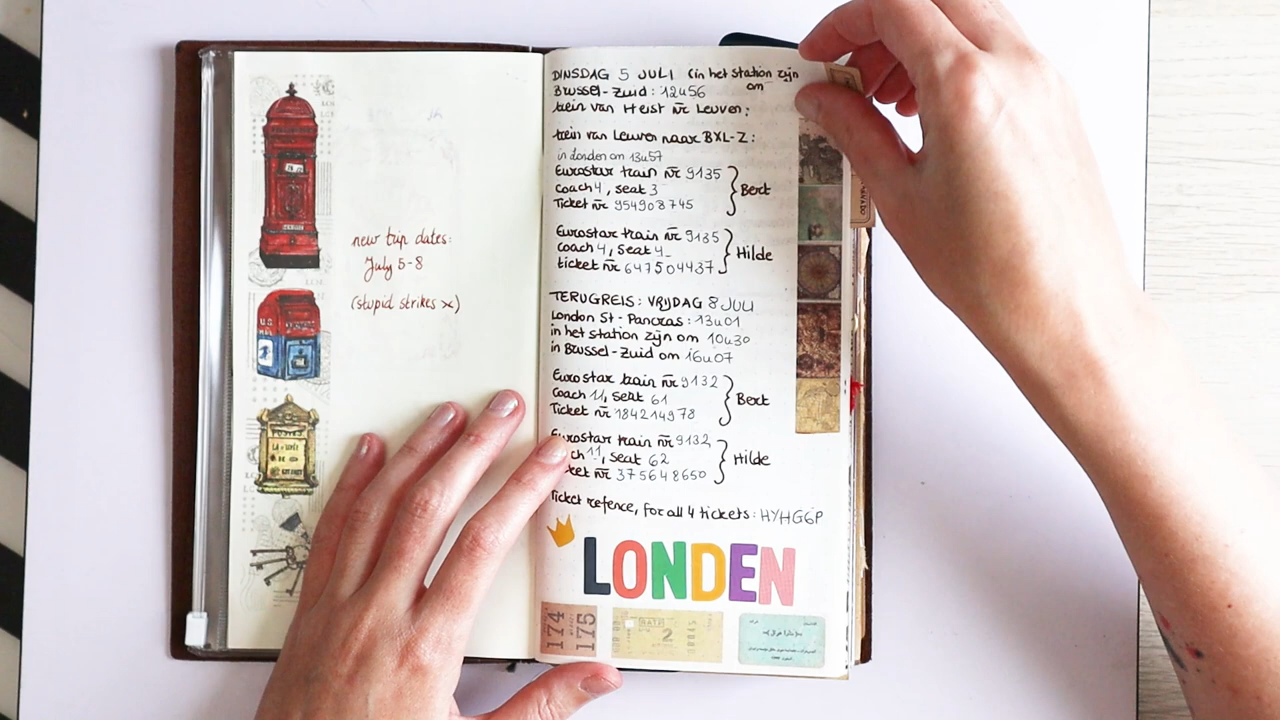 new trip dates:
July 5-8
(stupid strikes x)
DINSDAG 5 JULI (in het station zijn om
Brussel-Zuid: 12u56
trein van Heist nr Leuven:
trein van Leuven naar BXL-Z:
in London om 13u57
Eurostar train nr 9135
coach 4, seat 3
Ticket nr 954908745
Bert
Eurostar train nr 9135
coach 4, seat 4
ticket nr 647504437
Hilde
TERUGREIS: VRIJDAG 8 JULI
London St-Pancras: 13u01
in het station zijn om 10u30
in Brussel-Zuid om 16u07
Eurostar train nr 9132
Coach 11, seat 61
Ticket nr 184214978
Bert
Eurostar train nr 9132
ch 11, seat 62
ket nr 375648650
Hilde
Ticket refence, for all 4 tickets: HYHG6P
LONDEN
174
175
2
U.S.
POSTES
DE